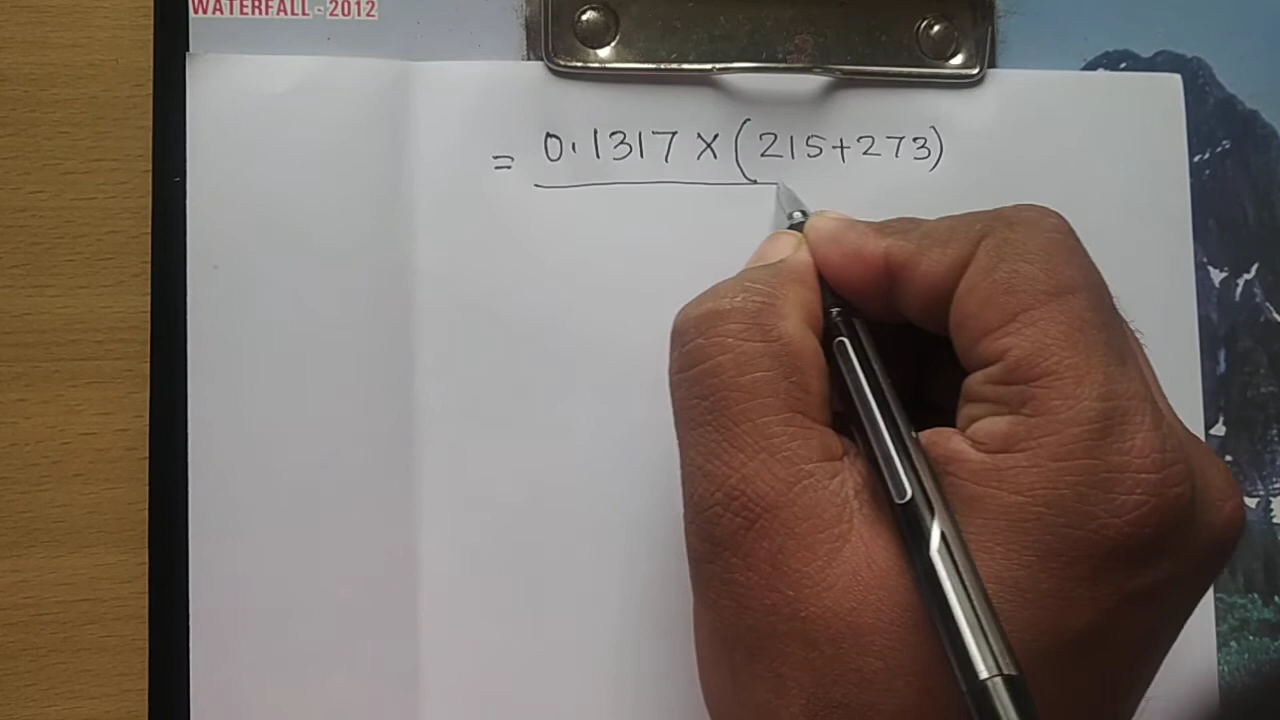 WATERFALL - 2012
= 0.1317 × (215+273)